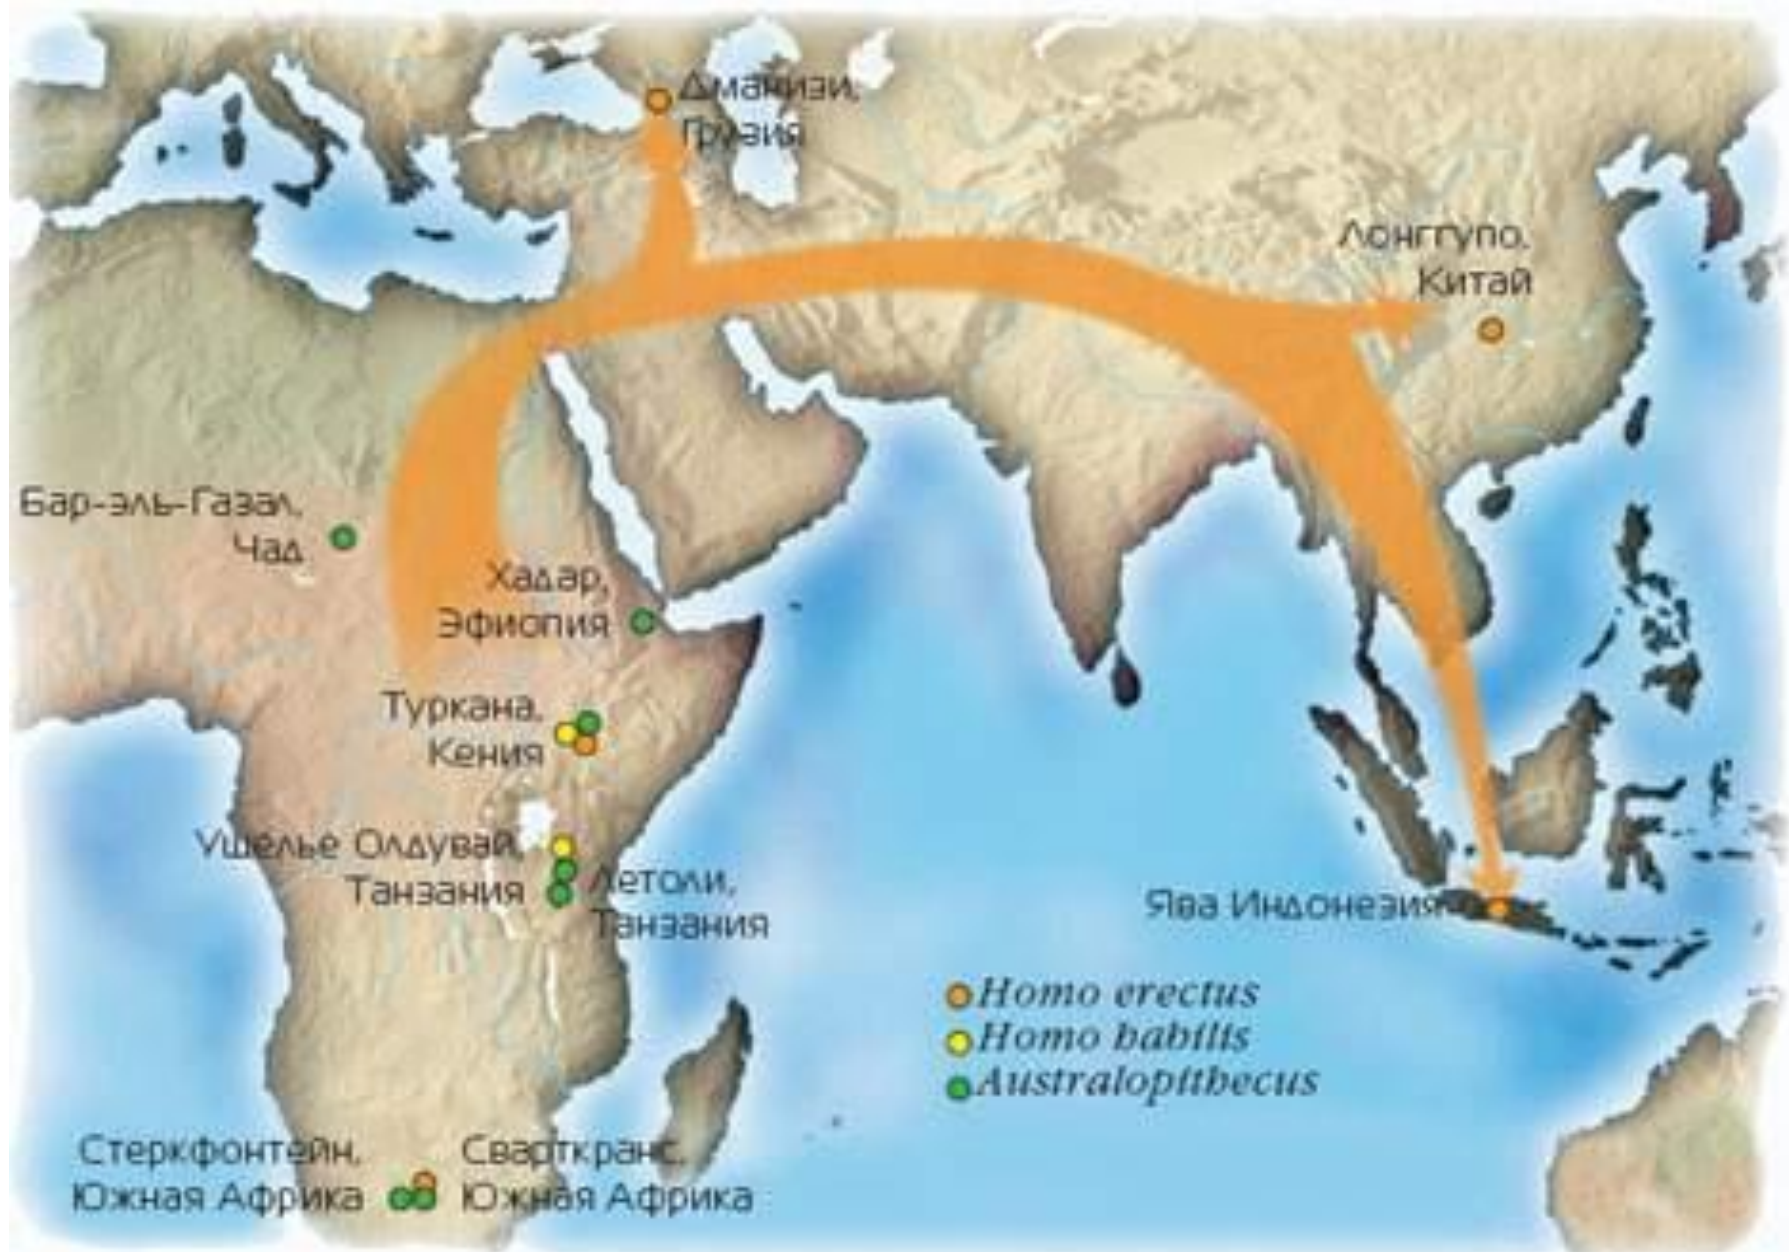 Дманизи,
Грузия
Лонггупо,
Китай
Бар-эль-Газал,
Чад
Хадар,
Эфиопия
Туркана,
Кения
Ущелье Олдувай,
Танзания
Летоли,
Танзания
Ява Индонезия
Homo erectus
Homo habilis
Australopithecus
Стеркфонтейн,
Южная Африка
Сварткранс,
Южная Африка